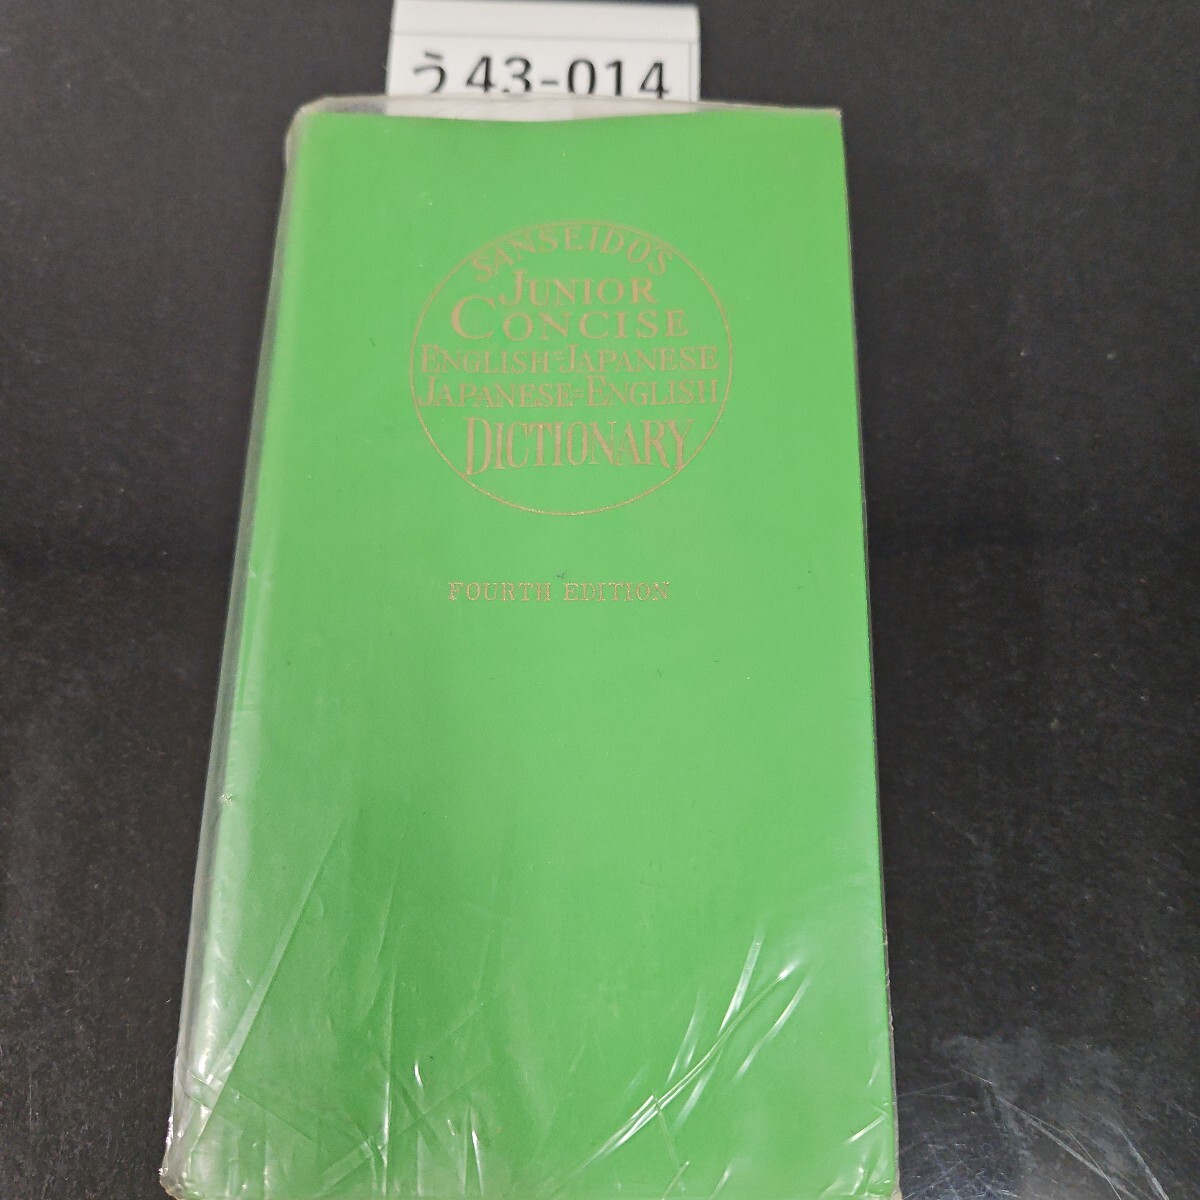 う43-014
SANSEIDO'S
JUNIOR
CONCISE
ENGLISH=JAPANESE
JAPANESE=ENGLISH
DICTIONARY
FOURTH EDITION